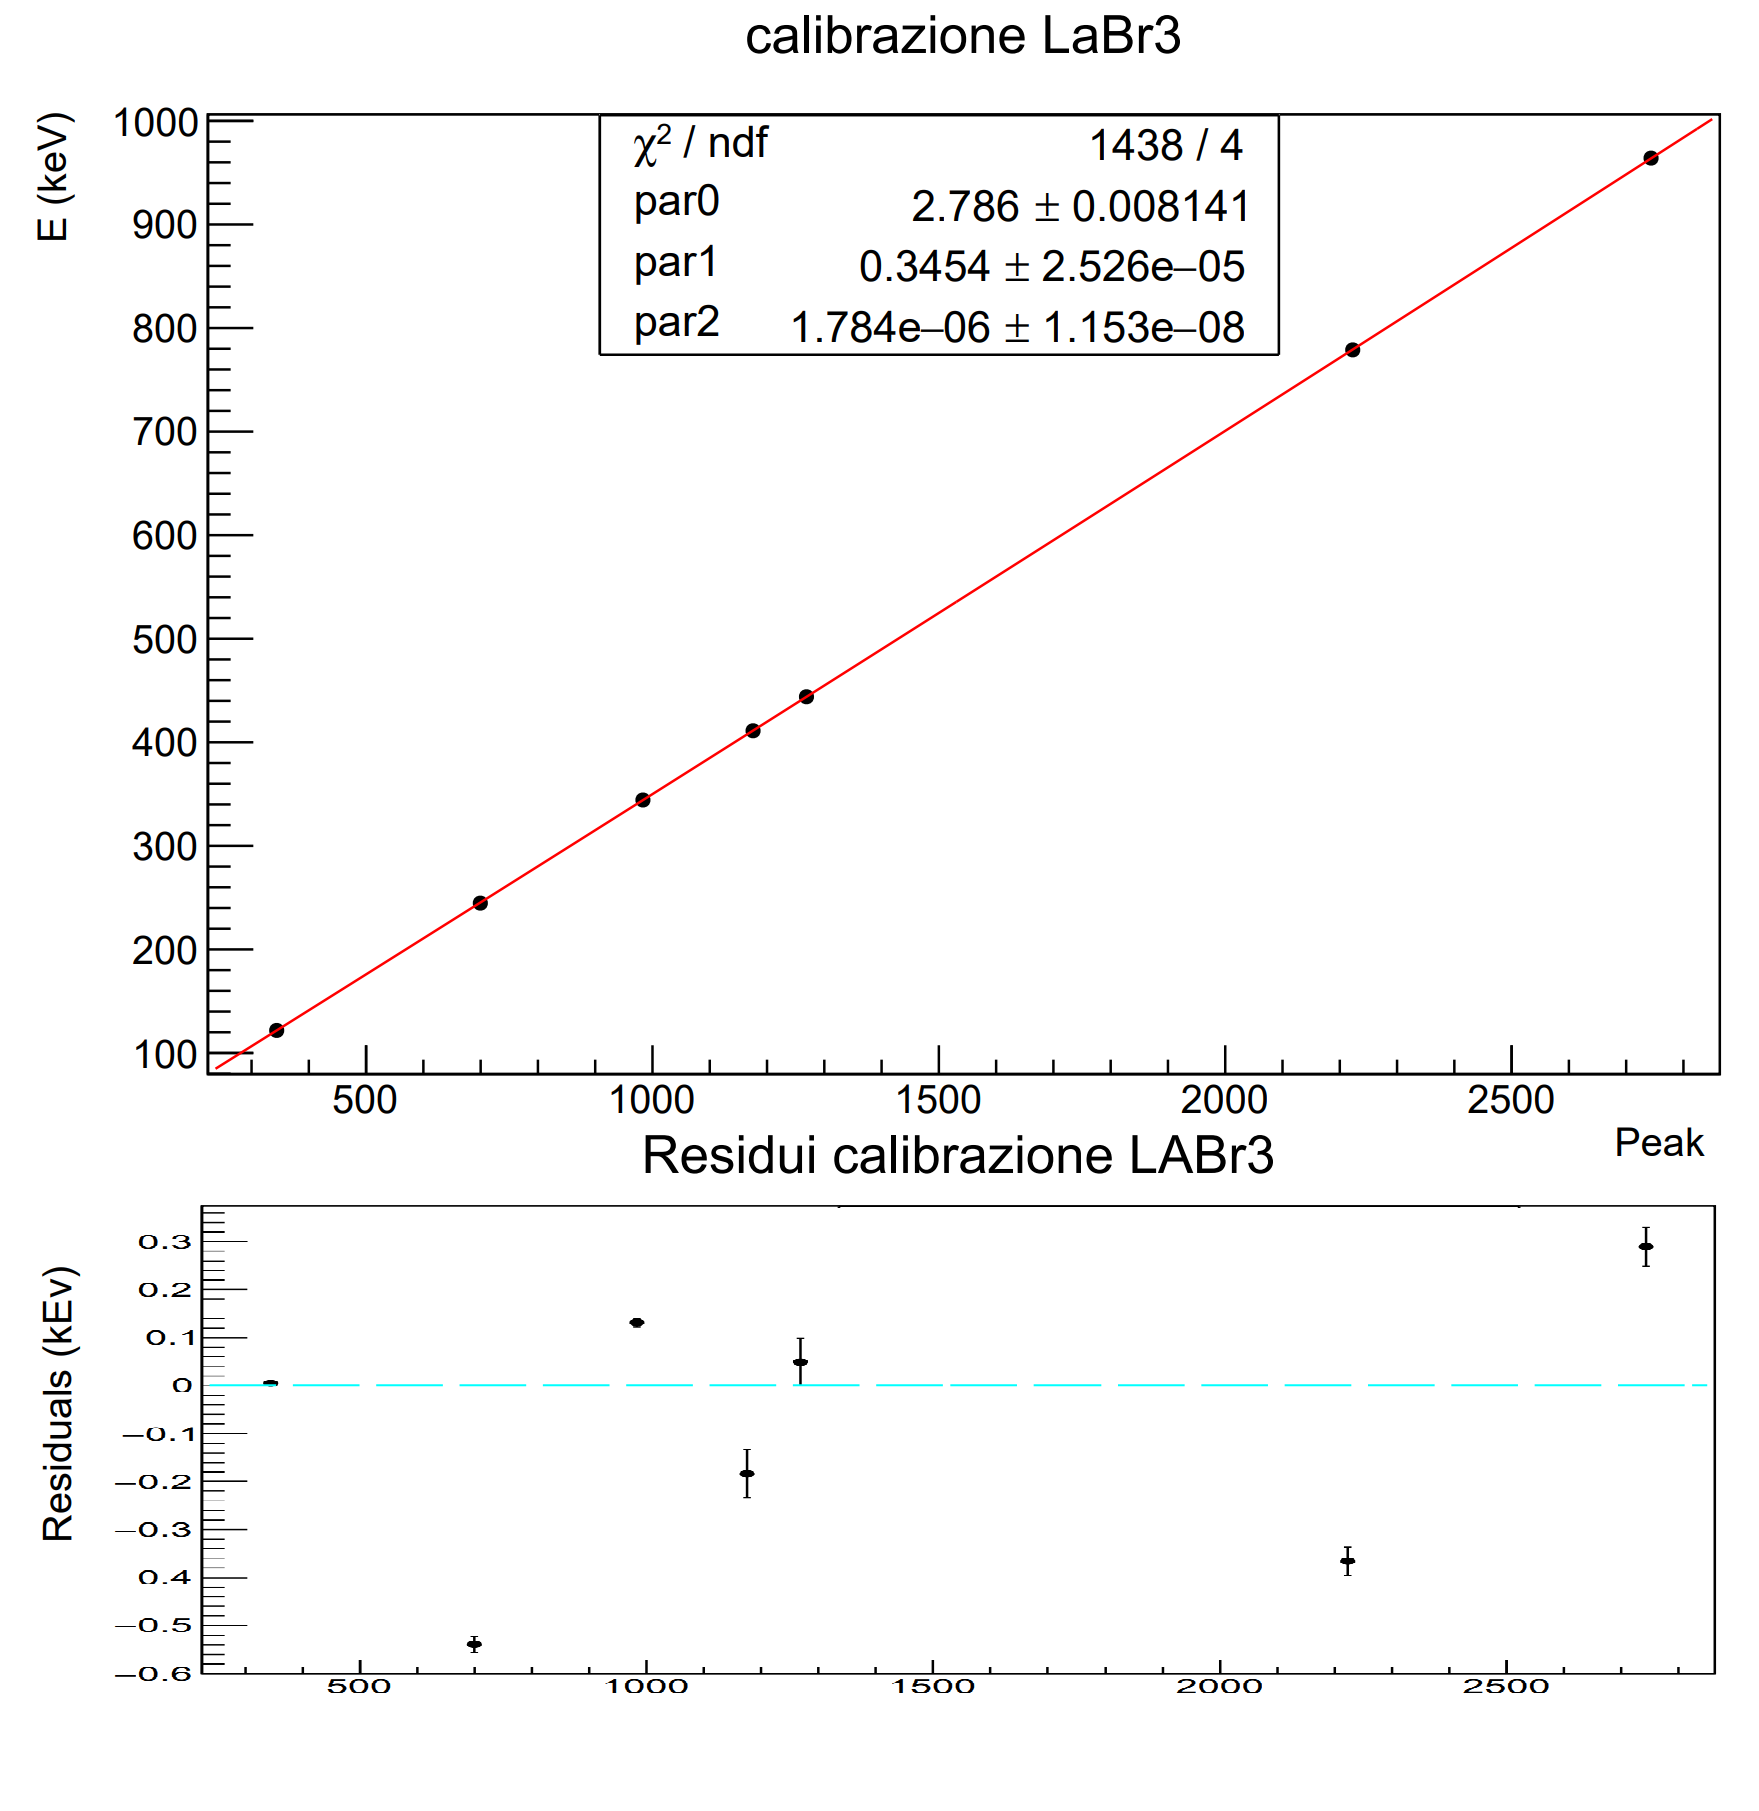 calibrazione LaBr3
E (keV)
1000
900
800
700
600
500
400
300
200
100
χ² / ndf 1438 / 4
par0 2.786 ± 0.008141
par1 0.3454 ± 2.526e–05
par2 1.784e–06 ± 1.153e–08
500 1000 1500 2000 2500
Peak
Residui calibrazione LABr3
Residuals (kEv)
0.3
0.2
0.1
0
–0.1
–0.2
–0.3
0.4
–0.5
–0.6
500 1000 1500 2000 2500